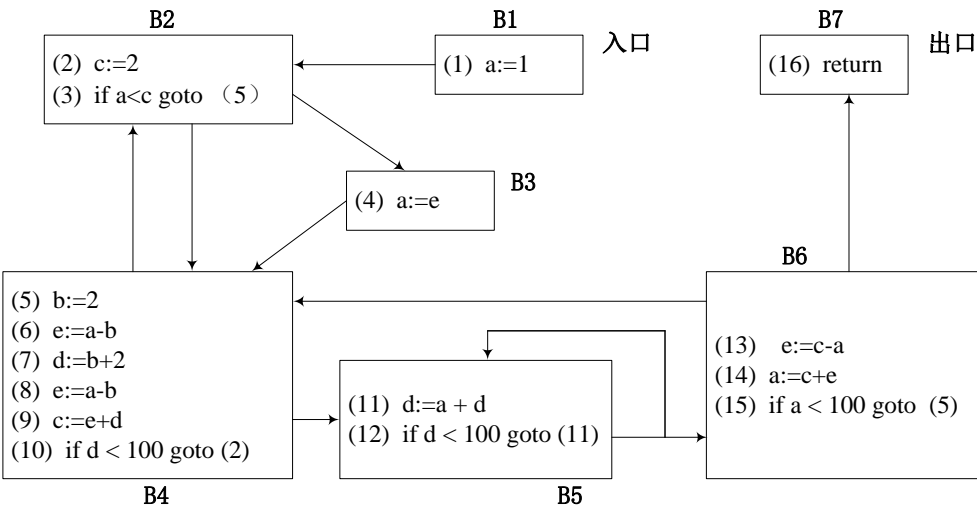 B2
B1
B7
入口
出口
(2) c:=2
(3) if a<c goto （5）
(1) a:=1
(16) return
(4) a:=e
B3
B6
(5) b:=2
(6) e:=a-b
(7) d:=b+2
(8) e:=a-b
(9) c:=e+d
(10) if d < 100 goto (2)
(11) d:=a + d
(12) if d < 100 goto (11)
(13) e:=c-a
(14) a:=c+e
(15) if a < 100 goto (5)
B4
B5